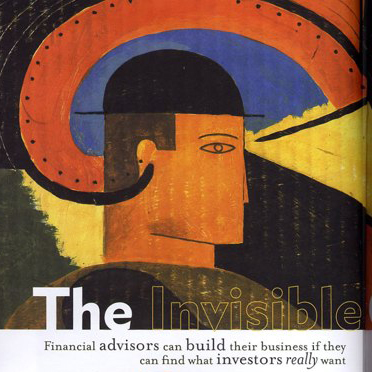 The Invisible
Financial advisors can build their business if they
can find what investors really want